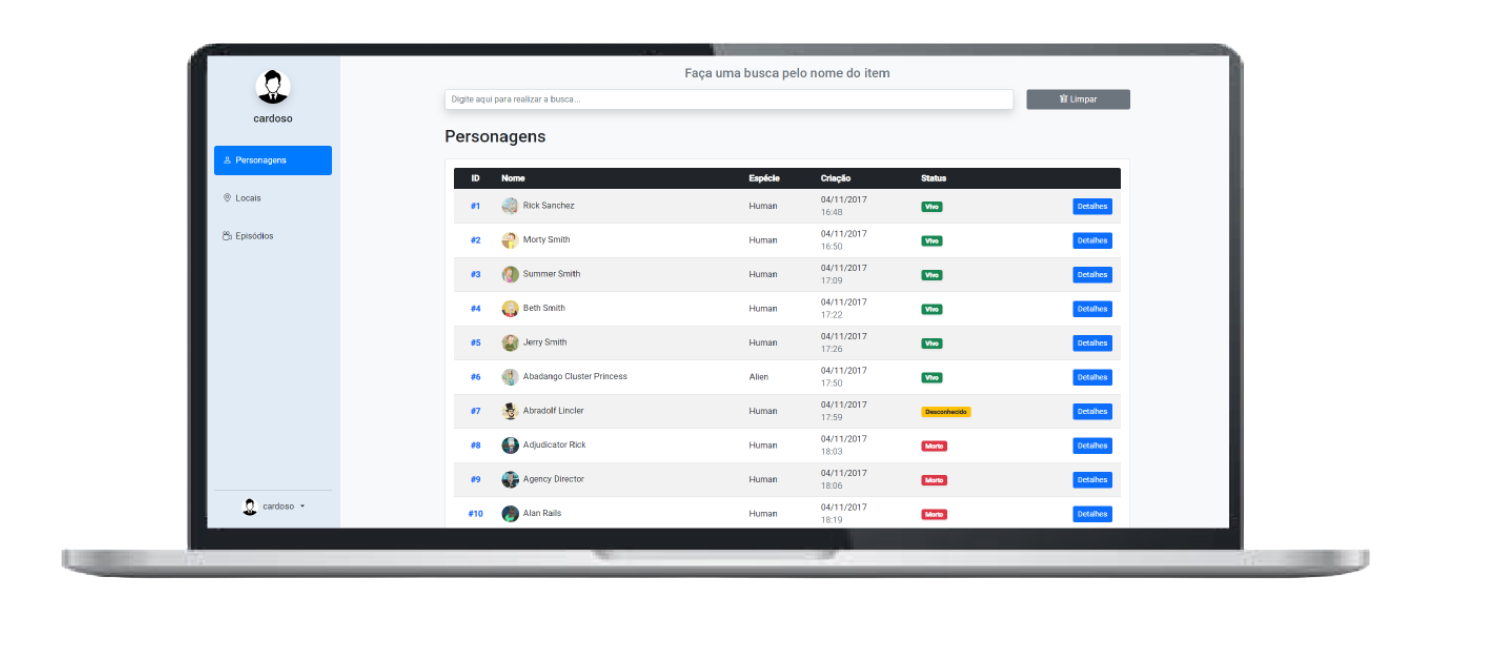 cardoso
Personagens
Locais
Episódios
cardoso
Faça uma busca pelo nome do item
Digite aqui para realizar a busca...
Limpar
Personagens
ID Nome Espécie Criação Status
#1 Rick Sanchez Human 04/11/2017 Vivo Detalhes
16:48
#2 Morty Smith Human 04/11/2017 Vivo Detalhes
16:50
#3 Summer Smith Human 04/11/2017 Vivo Detalhes
17:09
#4 Beth Smith Human 04/11/2017 Vivo Detalhes
17:22
#5 Jerry Smith Human 04/11/2017 Vivo Detalhes
17:26
#6 Abadango Cluster Princess Alien 04/11/2017 Vivo Detalhes
17:50
#7 Abradolf Lincler Human 04/11/2017 Desconhecido Detalhes
17:59
#8 Adjudicator Rick Human 04/11/2017 Morto Detalhes
18:03
#9 Agency Director Human 04/11/2017 Morto Detalhes
18:06
#10 Alan Rails Human 04/11/2017 Morto Detalhes
18:19